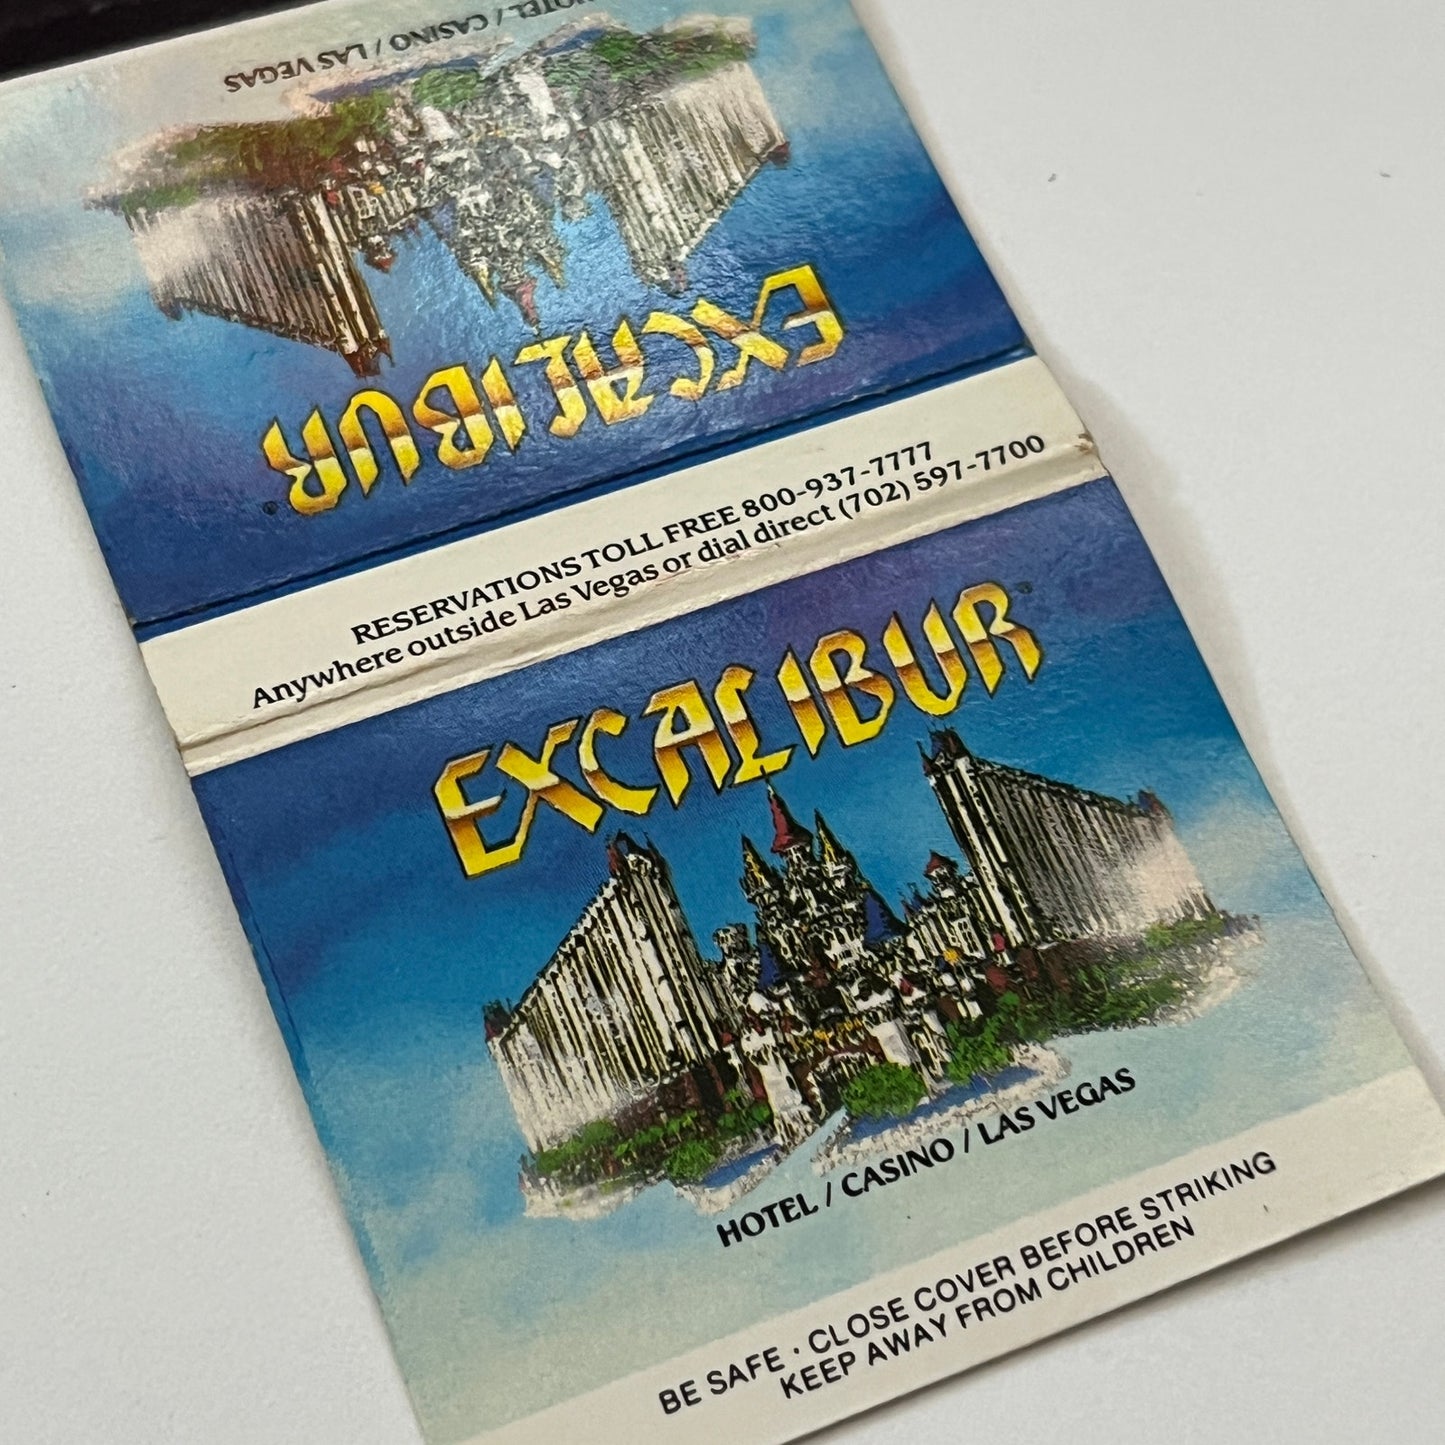 HOTEL / CASINO / LAS VEGAS
EXCALIBUR®
RESERVATIONS TOLL FREE 800-937-7777
Anywhere outside Las Vegas or dial direct (702) 597-7700
EXCALIBUR®
HOTEL / CASINO / LAS VEGAS
BE SAFE · CLOSE COVER BEFORE STRIKING
KEEP AWAY FROM CHILDREN